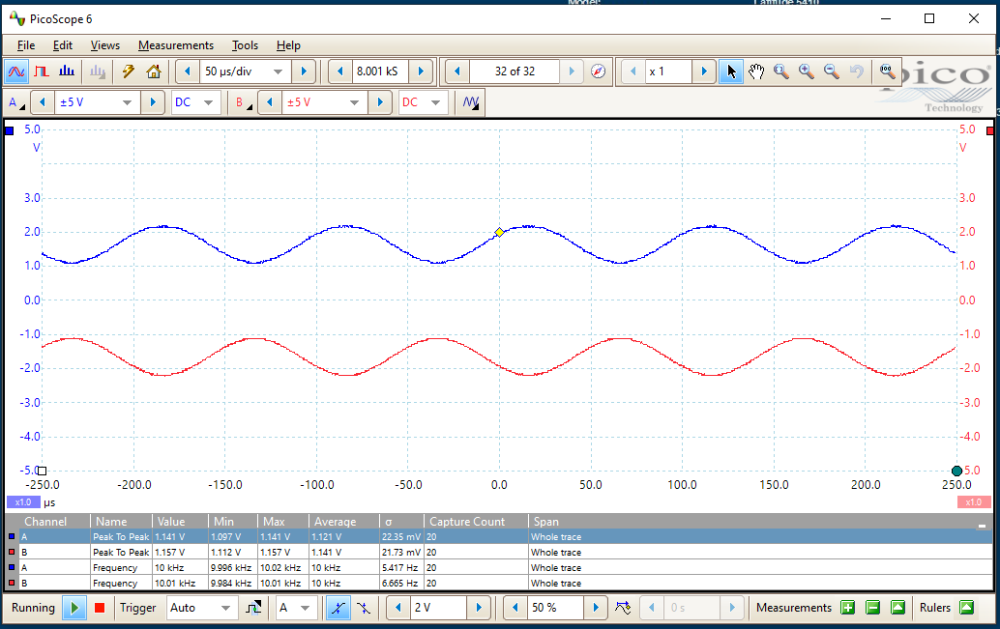 Model: Latitude 5410
PicoScope 6
File Edit Views Measurements Tools Help
50 µs/div 8.001 kS 32 of 32 x 1
pico
Technology
A ±5 V DC B ±5 V DC
5.0 5.0
V V
3.0 3.0
2.0 2.0
1.0 1.0
0.0 0.0
-1.0 -1.0
-2.0 -2.0
-3.0 -3.0
-4.0 -4.0
-5.0 -5.0
-250.0 -200.0 -150.0 -100.0 -50.0 0.0 50.0 100.0 150.0 200.0 250.0
x1.0 µs x1.0
Channel Name Value Min Max Average σ Capture Count Span
A Peak To Peak 1.141 V 1.097 V 1.141 V 1.121 V 22.35 mV 20 Whole trace
B Peak To Peak 1.157 V 1.112 V 1.157 V 1.141 V 21.73 mV 20 Whole trace
A Frequency 10 kHz 9.996 kHz 10.02 kHz 10 kHz 5.417 Hz 20 Whole trace
B Frequency 10.01 kHz 9.984 kHz 10.01 kHz 10 kHz 6.665 Hz 20 Whole trace
Running Trigger Auto A 2 V 50 % 0 s Measurements Rulers